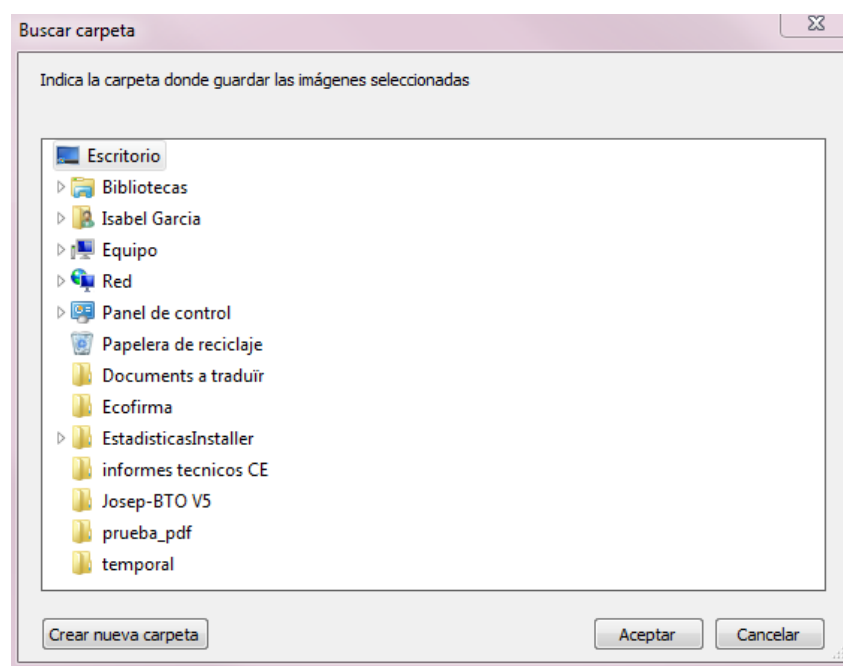 Buscar carpeta
Indica la carpeta donde guardar las imágenes seleccionadas
Escritorio
Bibliotecas
Isabel Garcia
Equipo
Red
Panel de control
Papelera de reciclaje
Documents a traduïr
Ecofirma
EstadisticasInstaller
informes tecnicos CE
Josep-BTO V5
prueba_pdf
temporal
Crear nueva carpeta Aceptar Cancelar